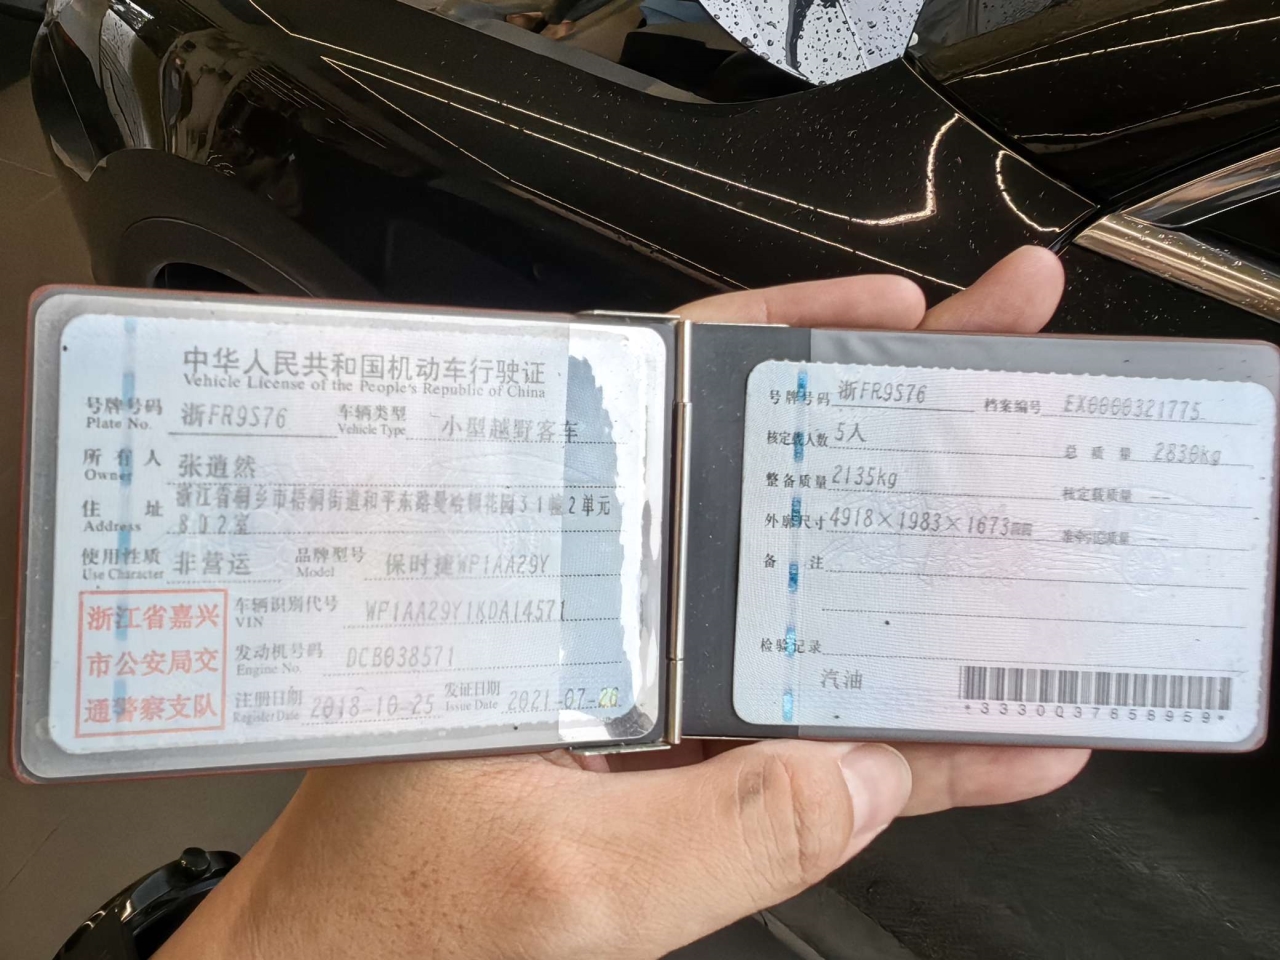 中华人民共和国机动车行驶证
Vehicle License of the People's Republic of China
号牌号码 浙FR9S76 车辆类型 小型越野客车
Plate No. Vehicle Type
所有人 张遒然
Owner
住址 浙江省桐乡市梧桐街道和平东路曼哈顿花园31幢2单元
Address 802室
使用性质 非营运 品牌型号 保时捷WP1AA29Y
Use Character Model
浙江省嘉兴
市公安局交
通警察支队
车辆识别代号 WP1AA29Y1KDA14571
VIN
发动机号码 DCB038571
Engine No.
注册日期 2018-10-25 发证日期 2021-07-26
Register Date Issue Date
号牌号码 浙FR9S76 档案编号 EX0000321775
核定载人数 5人 总质量 2830kg
整备质量 2135kg 核定载质量 --
外廓尺寸 4918×1983×1673 --
备注
检验记录
汽油
*3330037858959*